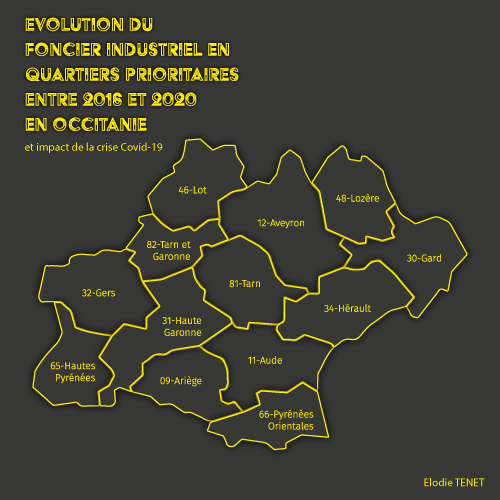 EVOLUTION DU
FONCIER INDUSTRIEL EN
QUARTIERS PRIORITAIRES
ENTRE 2016 ET 2020
EN OCCITANIE
et impact de la crise Covid-19
46-Lot
48-Lozère
12-Aveyron
82-Tarn et
Garonne
30-Gard
81-Tarn
32-Gers
34-Hérault
31-Haute
Garonne
11-Aude
65-Hautes
Pyrénées
09-Ariège
66-Pyrénées
Orientales
Elodie TENET